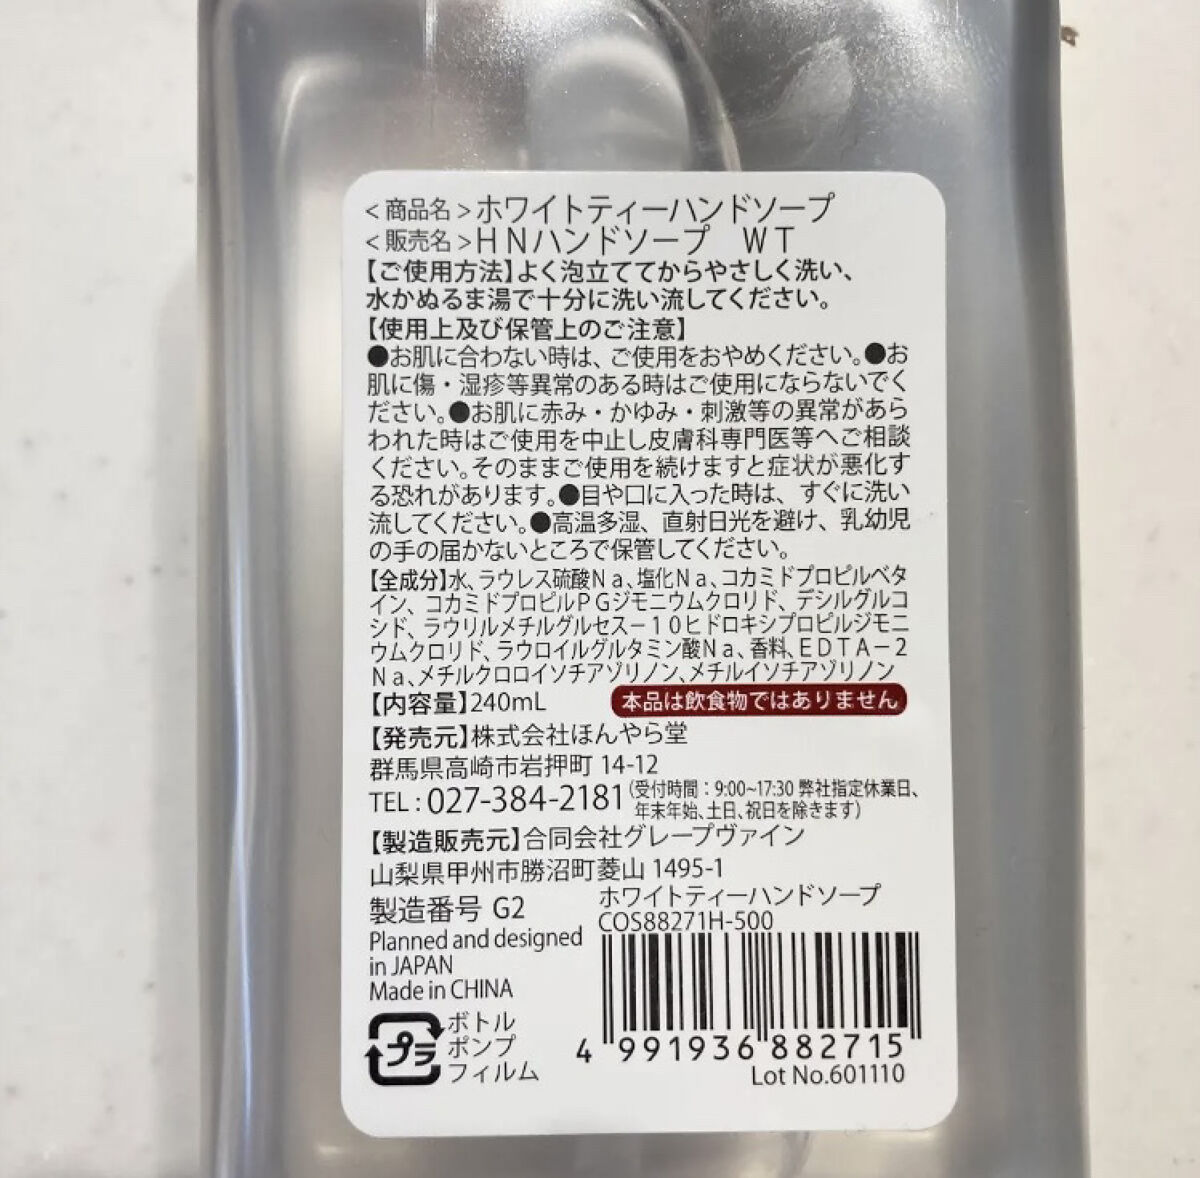 <商品名>ホワイトティーハンドソープ
<販売名>HNハンドソープ　WT
【ご使用方法】よく泡立ててからやさしく洗い、
水かぬるま湯で十分に洗い流してください。
【使用上及び保管上のご注意】
●お肌に合わない時は、ご使用をおやめください。●お
肌に傷・湿疹等異常のある時はご使用にならないでく
ださい。●お肌に赤み・かゆみ・刺激等の異常があら
われた時はご使用を中止し皮膚科専門医等へご相談
ください。そのままご使用を続けますと症状が悪化す
る恐れがあります。●目や口に入った時は、すぐに洗い
流してください。●高温多湿、直射日光を避け、乳幼児
の手の届かないところで保管してください。
【全成分】水、ラウレス硫酸Na、塩化Na、コカミドプロピルベタ
イン、コカミドプロピルPGジモニウムクロリド、デシルグルコ
シド、ラウリルメチルグルセス－10ヒドロキシプロピルジモニ
ウムクロリド、ラウロイルグルタミン酸Na、香料、EDTA－2
Na、メチルクロロイソチアゾリノン、メチルイソチアゾリノン
【内容量】240mL 本品は飲食物ではありません
【発売元】株式会社ほんやら堂
群馬県高崎市岩押町 14-12
TEL：027-384-2181(受付時間：9:00~17:30 弊社指定休業日、
年末年始、土日、祝日を除きます)
【製造販売元】合同会社グレープヴァイン
山梨県甲州市勝沼町菱山 1495-1
製造番号 G2
Planned and designed
in JAPAN
Made in CHINA
プラ
ボトル
ポンプ
フィルム
ホワイトティーハンドソープ
COS88271H-500
4 991936 882715
Lot No.601110